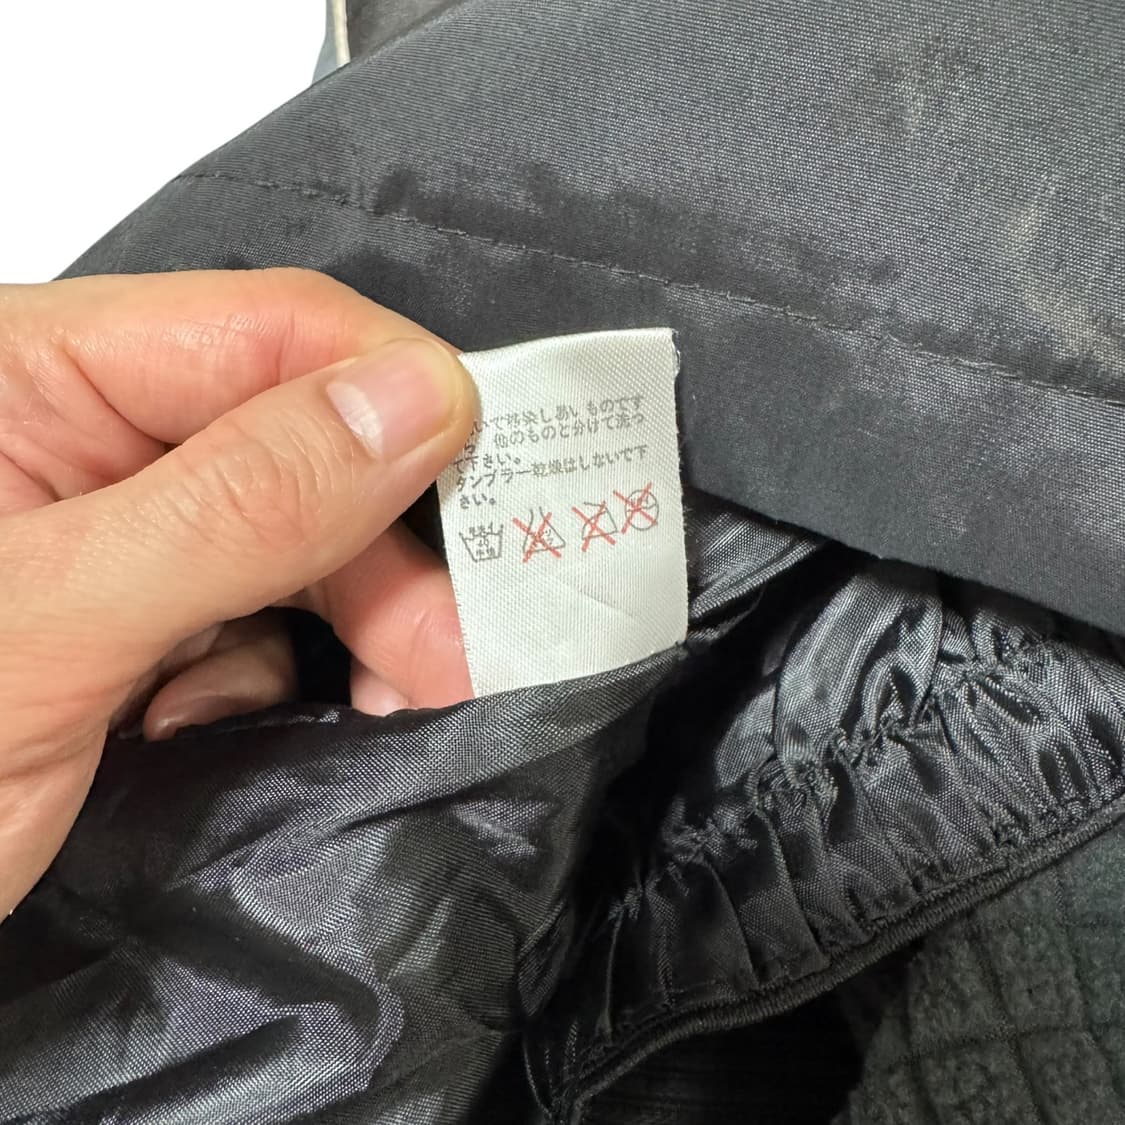 いで移染し易い ものです
ら、他のものと分けて洗っ
て下さい。
タンブラー乾燥はしないで下
さい。